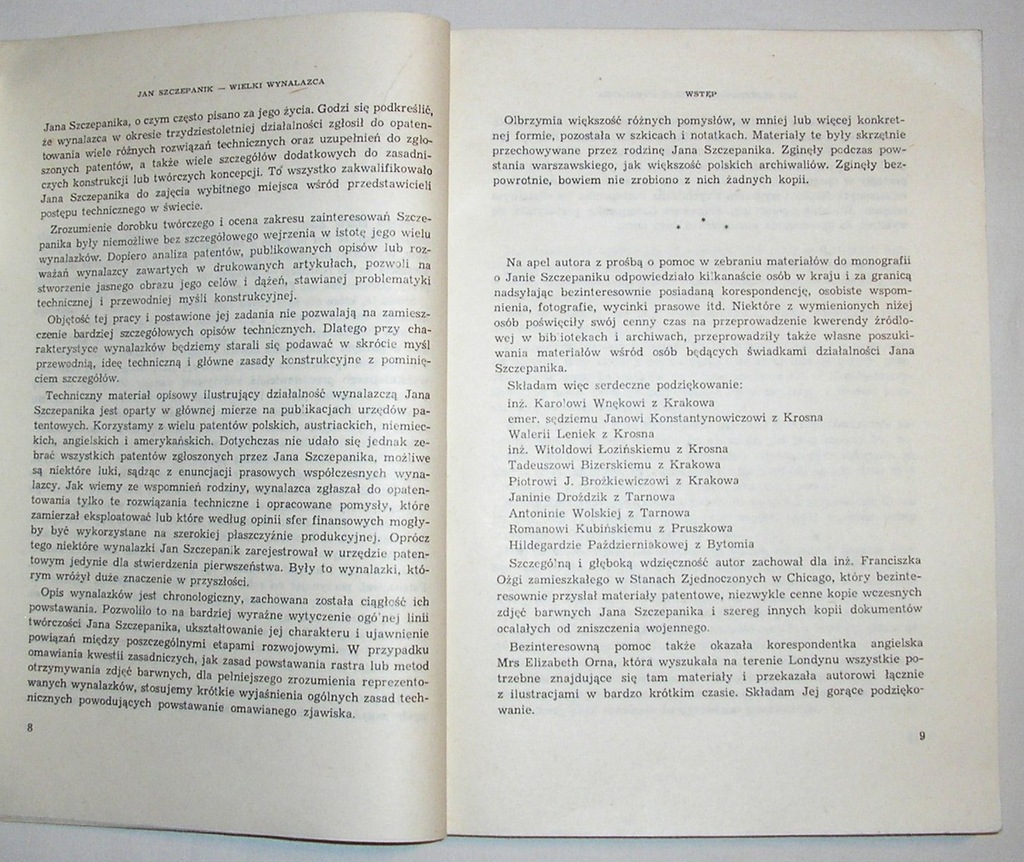 JAN SZCZEPANIK — WIELKI WYNALAZCA
Jana Szczepanika, o czym często pisano za jego życia. Godzi się podkreślić,
że wynalazca w okresie trzydziestoletniej działalności zgłosił do opaten-
towania wiele różnych rozwiązań technicznych oraz uzupełnień do zgło-
szonych patentów, a także wiele szczegółów dodatkowych do zasadni-
czych konstrukcji lub twórczych koncepcji. To wszystko zakwalifikowało
Jana Szczepanika do zajęcia wybitnego miejsca wśród przedstawicieli
postępu technicznego w świecie.
Zrozumienie dorobku twórczego i ocena zakresu zainteresowań Szcze-
panika były niemożliwe bez szczegółowego wejrzenia w istotę jego wielu
wynalazków. Dopiero analiza patentów, publikowanych opisów lub roz-
ważań wynalazcy zawartych w drukowanych artykułach, pozwoli na
stworzenie jasnego obrazu jego celów i dążeń, stawianej problematyki
technicznej i przewodniej myśli konstrukcyjnej.
Objętość tej pracy i postawione jej zadania nie pozwalają na zamiesz-
czenie bardziej szczegółowych opisów technicznych. Dlatego przy cha-
rakterystyce wynalazków będziemy starali się podawać w skrócie myśl
przewodnią, ideę techniczną i główne zasady konstrukcyjne z pominię-
ciem szczegółów.
Techniczny materiał opisowy ilustrujący działalność wynalazczą Jana
Szczepanika jest oparty w głównej mierze na publikacjach urzędów pa-
tentowych. Korzystamy z wielu patentów polskich, austriackich, niemiec-
kich, angielskich i amerykańskich. Dotychczas nie udało się jednak ze-
brać wszystkich patentów zgłoszonych przez Jana Szczepanika, możliwe
są niektóre luki, sądząc z enuncjacji prasowych współczesnych wyna-
lazcy. Jak wiemy ze wspomnień rodziny, wynalazca zgłaszał do opaten-
towania tylko te rozwiązania techniczne i opracowane pomysły, które
zamierzał eksploatować lub które według opinii sfer finansowych mogły-
by być wykorzystane na szerokiej płaszczyźnie produkcyjnej. Oprócz
tego niektóre wynalazki Jan Szczepanik zarejestrował w urzędzie paten-
towym jedynie dla stwierdzenia pierwszeństwa. Były to wynalazki, któ-
rym wróżył duże znaczenie w przyszłości.
Opis wynalazków jest chronologiczny, zachowana została ciągłość ich
powstawania. Pozwoliło to na bardziej wyraźne wytyczenie ogólnej linii
twórczości Jana Szczepanika, ukształtowanie jej charakteru i ujawnienie
powiązań między poszczególnymi etapami rozwojowymi. W przypadku
omawiania kwestii zasadniczych, jak zasad powstawania rastra lub metod
otrzymywania zdjęć barwnych, dla pełniejszego zrozumienia reprezento-
wanych wynalazków, stosujemy krótkie wyjaśnienia ogólnych zasad tech-
nicznych powodujących powstawanie omawianego zjawiska.
8
WSTĘP
Olbrzymia większość różnych pomysłów, w mniej lub więcej konkret-
nej formie, pozostała w szkicach i notatkach. Materiały te były skrzętnie
przechowywane przez rodzinę Jana Szczepanika. Zginęły podczas pow-
stania warszawskiego, jak większość polskich archiwaliów. Zginęły bez-
powrotnie, bowiem nie zrobiono z nich żadnych kopii.
* * *
Na apel autora z prośbą o pomoc w zebraniu materiałów do monografii
o Janie Szczepaniku odpowiedziało kilkanaście osób w kraju i za granicą
nadsyłając bezinteresownie posiadaną korespondencję, osobiste wspom-
nienia, fotografie, wycinki prasowe itd. Niektóre z wymienionych niżej
osób poświęciły swój cenny czas na przeprowadzenie kwerendy źródło-
wej w bibliotekach i archiwach, przeprowadziły także własne poszuki-
wania materiałów wśród osób będących świadkami działalności Jana
Szczepanika.
Składam więc serdeczne podziękowanie:
inż. Karolowi Wnękowi z Krakowa
emer. sędziemu Janowi Konstantynowiczowi z Krosna
Walerii Leniek z Krosna
inż. Witoldowi Łozińskiemu z Krosna
Tadeuszowi Bizerskiemu z Krakowa
Piotrowi J. Brożkiewiczowi z Krakowa
Janinie Droździk z Tarnowa
Antoninie Wolskiej z Tarnowa
Romanowi Kubińskiemu z Pruszkowa
Hildegardzie Październiakowej z Bytomia
Szczególną i głęboką wdzięczność autor zachował dla inż. Franciszka
Ożgi zamieszkałego w Stanach Zjednoczonych w Chicago, który bezinte-
resownie przysłał materiały patentowe, niezwykle cenne kopie wczesnych
zdjęć barwnych Jana Szczepanika i szereg innych kopii dokumentów
ocalałych od zniszczenia wojennego.
Bezinteresowną pomoc także okazała korespondentka angielska
Mrs Elizabeth Orna, która wyszukała na terenie Londynu wszystkie po-
trzebne znajdujące się tam materiały i przekazała autorowi łącznie
z ilustracjami w bardzo krótkim czasie. Składam Jej gorące podzięko-
wanie.
9